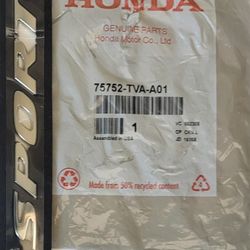 HONDA
GENUINE PARTS
Honda Motor Co., Ltd
75752-TVA-A01
1
Assembled in USA
Made from: 50% recycled content
4
SPORT